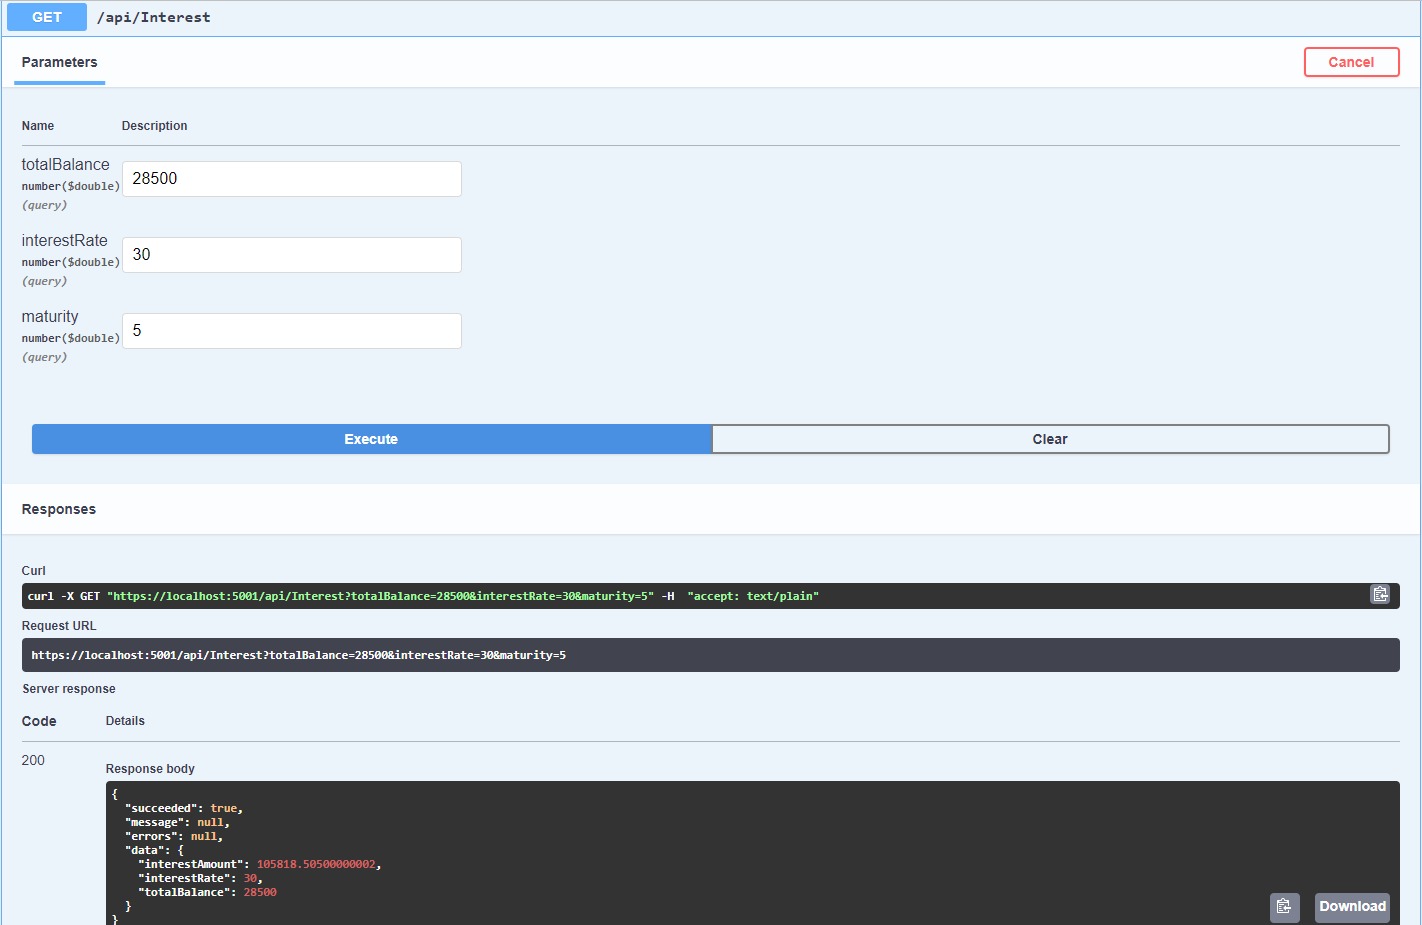 GET /api/Interest
Parameters Cancel
Name Description
totalBalance
number($double)
(query)
28500
interestRate
number($double)
(query)
30
maturity
number($double)
(query)
5
Execute Clear
Responses
Curl
curl -X GET "https://localhost:5001/api/Interest?totalBalance=28500&interestRate=30&maturity=5" -H  "accept: text/plain"
Request URL
https://localhost:5001/api/Interest?totalBalance=28500&interestRate=30&maturity=5
Server response
Code Details
200
Response body
{
  "succeeded": true,
  "message": null,
  "errors": null,
  "data": {
    "interestAmount": 105818.50500000002,
    "interestRate": 30,
    "totalBalance": 28500
  }
}
Download